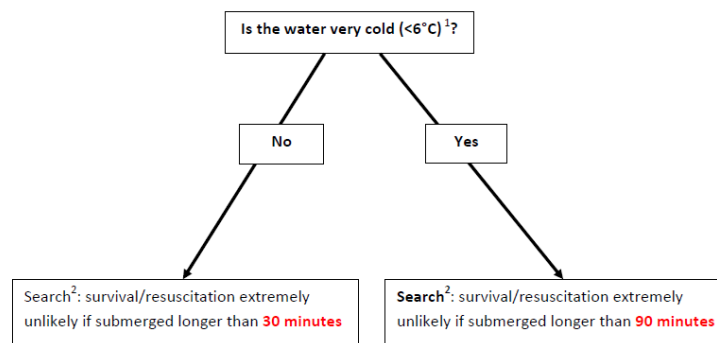 Is the water very cold (<6°C) ¹?
No
Yes
Search²: survival/resuscitation extremely
unlikely if submerged longer than 30 minutes
Search²: survival/resuscitation extremely
unlikely if submerged longer than 90 minutes